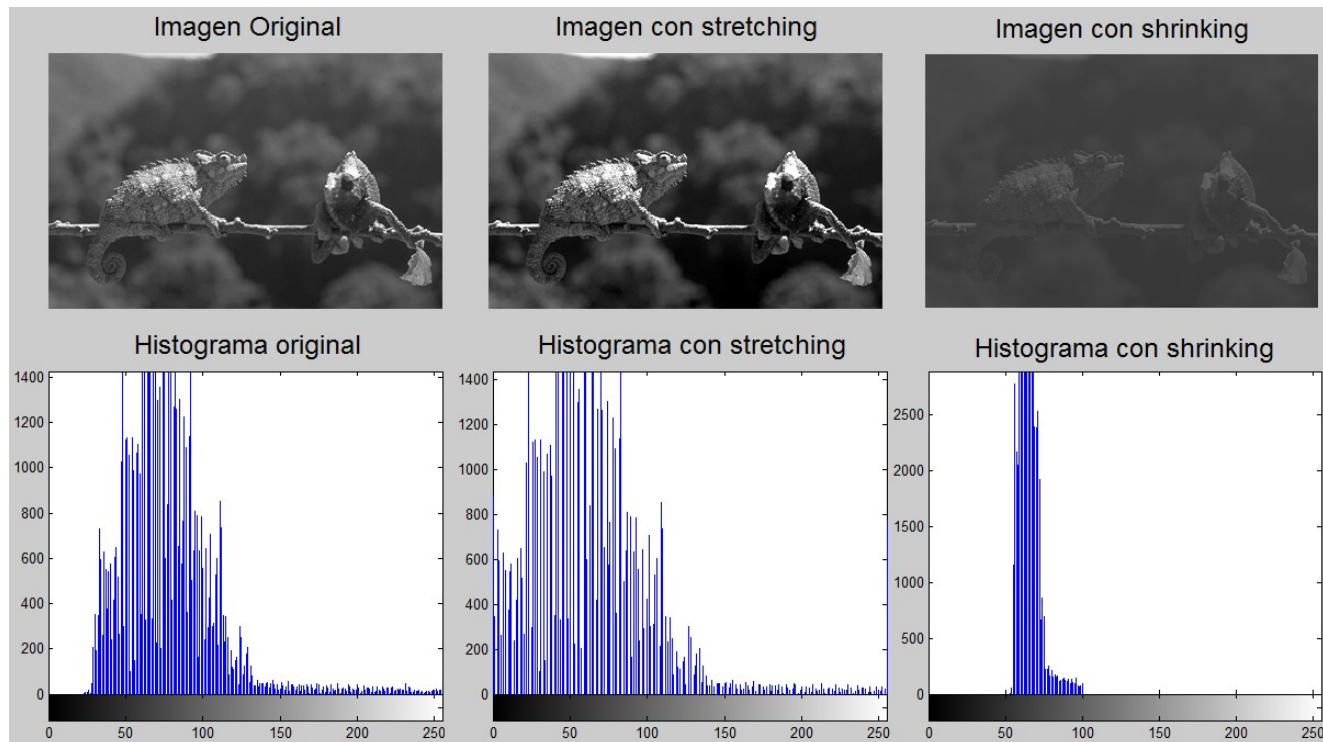 Imagen Original
Imagen con stretching
Imagen con shrinking
Histograma original
Histograma con stretching
Histograma con shrinking
1400
1200
1000
800
600
400
200
0
0 50 100 150 200 250
1400
1200
1000
800
600
400
200
0
0 50 100 150 200 250
2500
2000
1500
1000
500
0
0 50 100 150 200 250